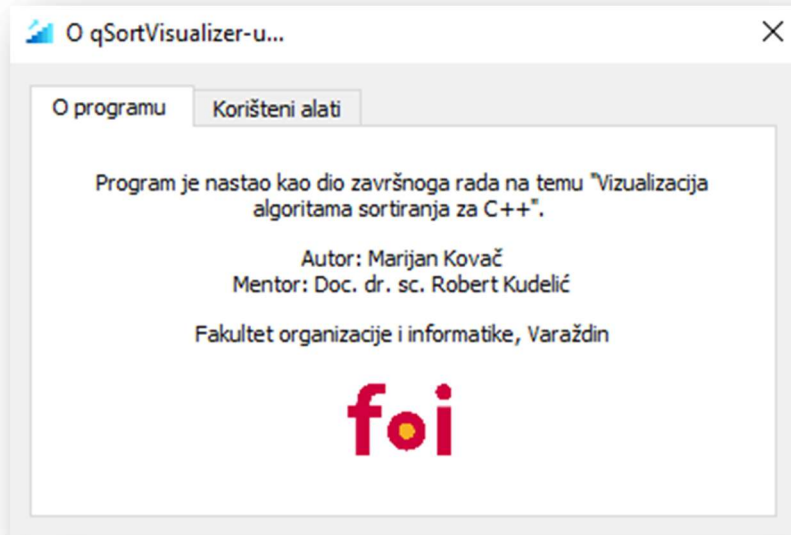 O qSortVisualizer-u...
O programu
Korišteni alati
Program je nastao kao dio završnoga rada na temu "Vizualizacija
algoritama sortiranja za C++".
Autor: Marijan Kovač
Mentor: Doc. dr. sc. Robert Kudelić
Fakultet organizacije i informatike, Varaždin
foi